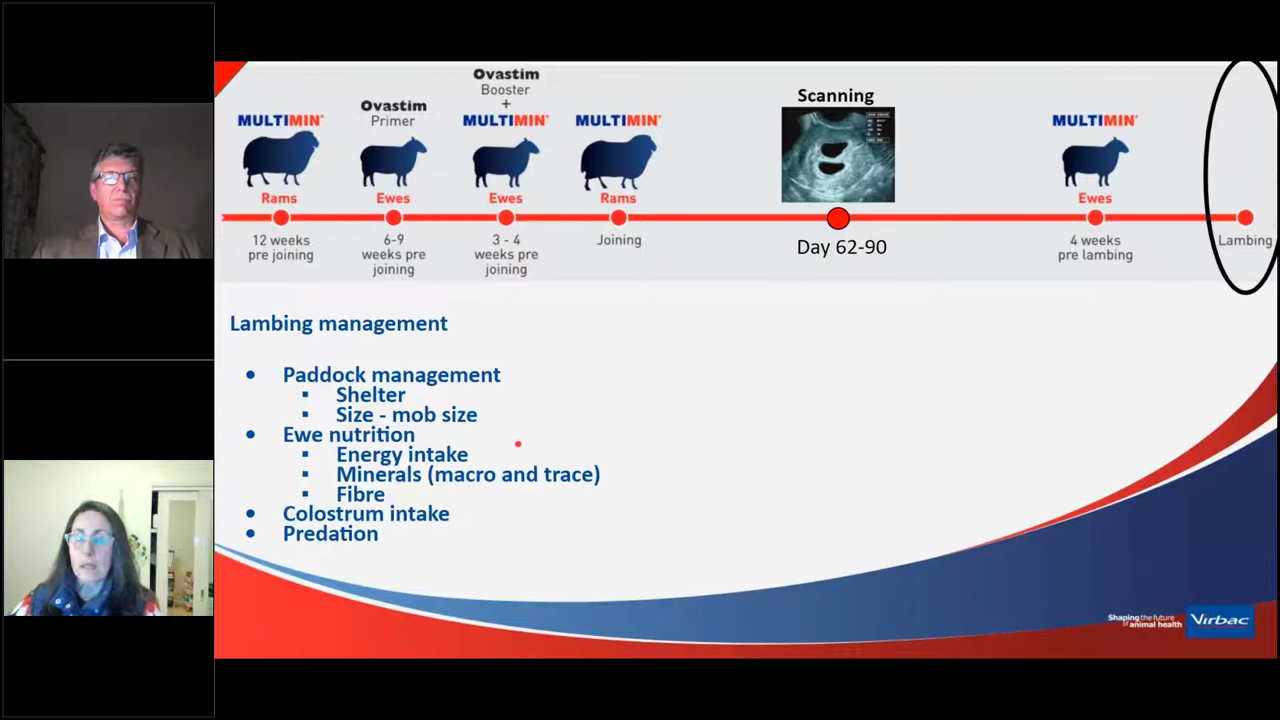 Ovastim
Booster
+
MULTIMIN®
Ovastim
Primer
MULTIMIN®
MULTIMIN®
Scanning
MULTIMIN®
Rams
Ewes
Ewes
Rams
Ewes
12 weeks
pre joining
6-9
weeks pre
joining
3 - 4
weeks pre
joining
Joining
Day 62-90
4 weeks
pre lambing
Lambing
Lambing management
• Paddock management
▪ Shelter
▪ Size - mob size
• Ewe nutrition
▪ Energy intake
▪ Minerals (macro and trace)
▪ Fibre
• Colostrum intake
• Predation
Shaping the future
of animal health
Virbac